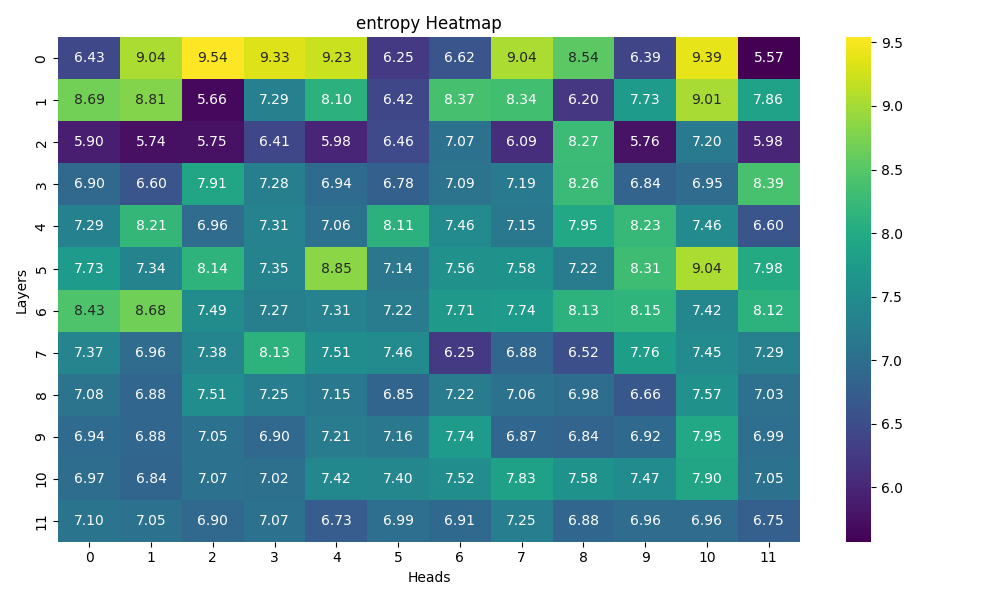 entropy Heatmap
0 6.43 9.04 9.54 9.33 9.23 6.25 6.62 9.04 8.54 6.39 9.39 5.57
1 8.69 8.81 5.66 7.29 8.10 6.42 8.37 8.34 6.20 7.73 9.01 7.86
2 5.90 5.74 5.75 6.41 5.98 6.46 7.07 6.09 8.27 5.76 7.20 5.98
3 6.90 6.60 7.91 7.28 6.94 6.78 7.09 7.19 8.26 6.84 6.95 8.39
4 7.29 8.21 6.96 7.31 7.06 8.11 7.46 7.15 7.95 8.23 7.46 6.60
5 7.73 7.34 8.14 7.35 8.85 7.14 7.56 7.58 7.22 8.31 9.04 7.98
6 8.43 8.68 7.49 7.27 7.31 7.22 7.71 7.74 8.13 8.15 7.42 8.12
7 7.37 6.96 7.38 8.13 7.51 7.46 6.25 6.88 6.52 7.76 7.45 7.29
8 7.08 6.88 7.51 7.25 7.15 6.85 7.22 7.06 6.98 6.66 7.57 7.03
9 6.94 6.88 7.05 6.90 7.21 7.16 7.74 6.87 6.84 6.92 7.95 6.99
10 6.97 6.84 7.07 7.02 7.42 7.40 7.52 7.83 7.58 7.47 7.90 7.05
11 7.10 7.05 6.90 7.07 6.73 6.99 6.91 7.25 6.88 6.96 6.96 6.75
0 1 2 3 4 5 6 7 8 9 10 11
Heads
Layers
9.5
9.0
8.5
8.0
7.5
7.0
6.5
6.0